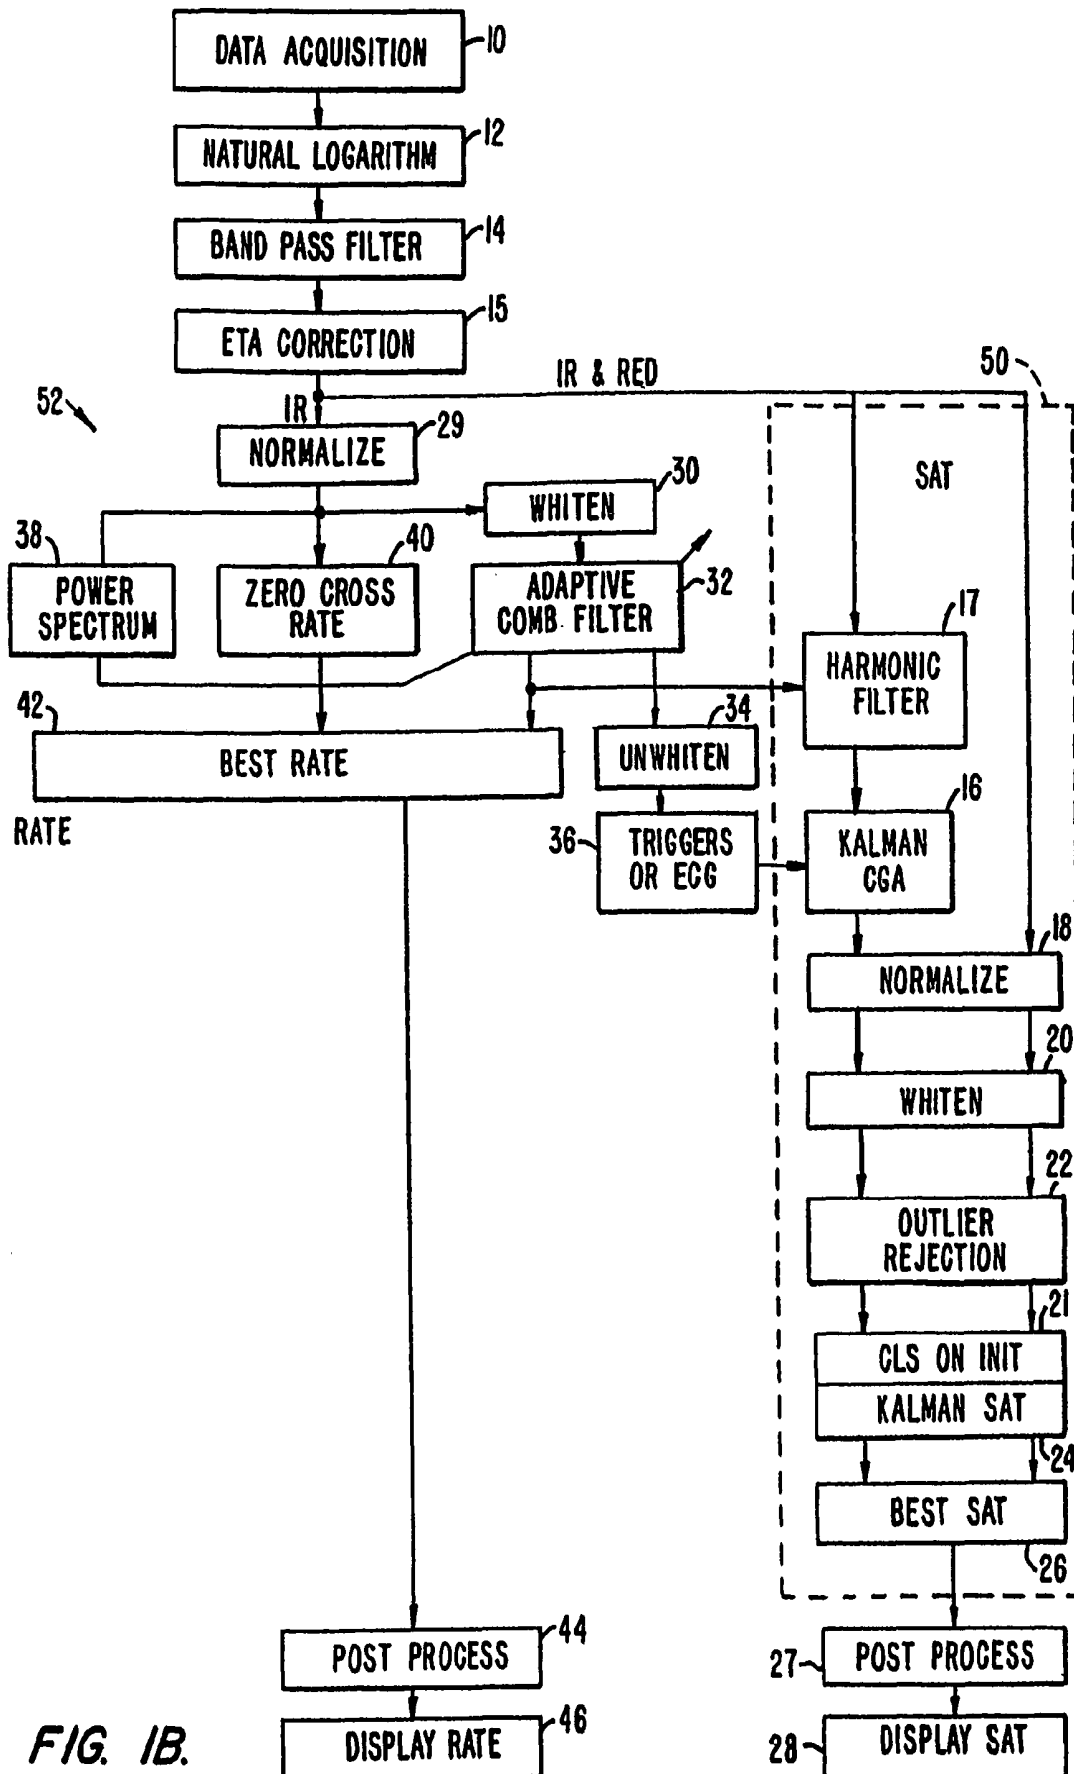 DATA ACQUISITION
10
NATURAL LOGARITHM
12
BAND PASS FILTER
14
ETA CORRECTION
15
IR & RED
50
52
IR
NORMALIZE
29
SAT
WHITEN
30
38
POWER
SPECTRUM
ZERO CROSS
RATE
40
ADAPTIVE
COMB FILTER
32
HARMONIC
FILTER
17
42
BEST RATE
UNWHITEN
34
RATE
36
TRIGGERS
OR ECG
KALMAN
CGA
16
NORMALIZE
18
WHITEN
20
OUTLIER
REJECTION
22
CLS ON INIT
21
KALMAN SAT
24
BEST SAT
26
POST PROCESS
44
27
POST PROCESS
DISPLAY RATE
46
28
DISPLAY SAT
FIG. 1B.